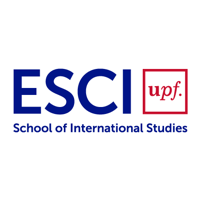 ESCI upf.
School of International Studies